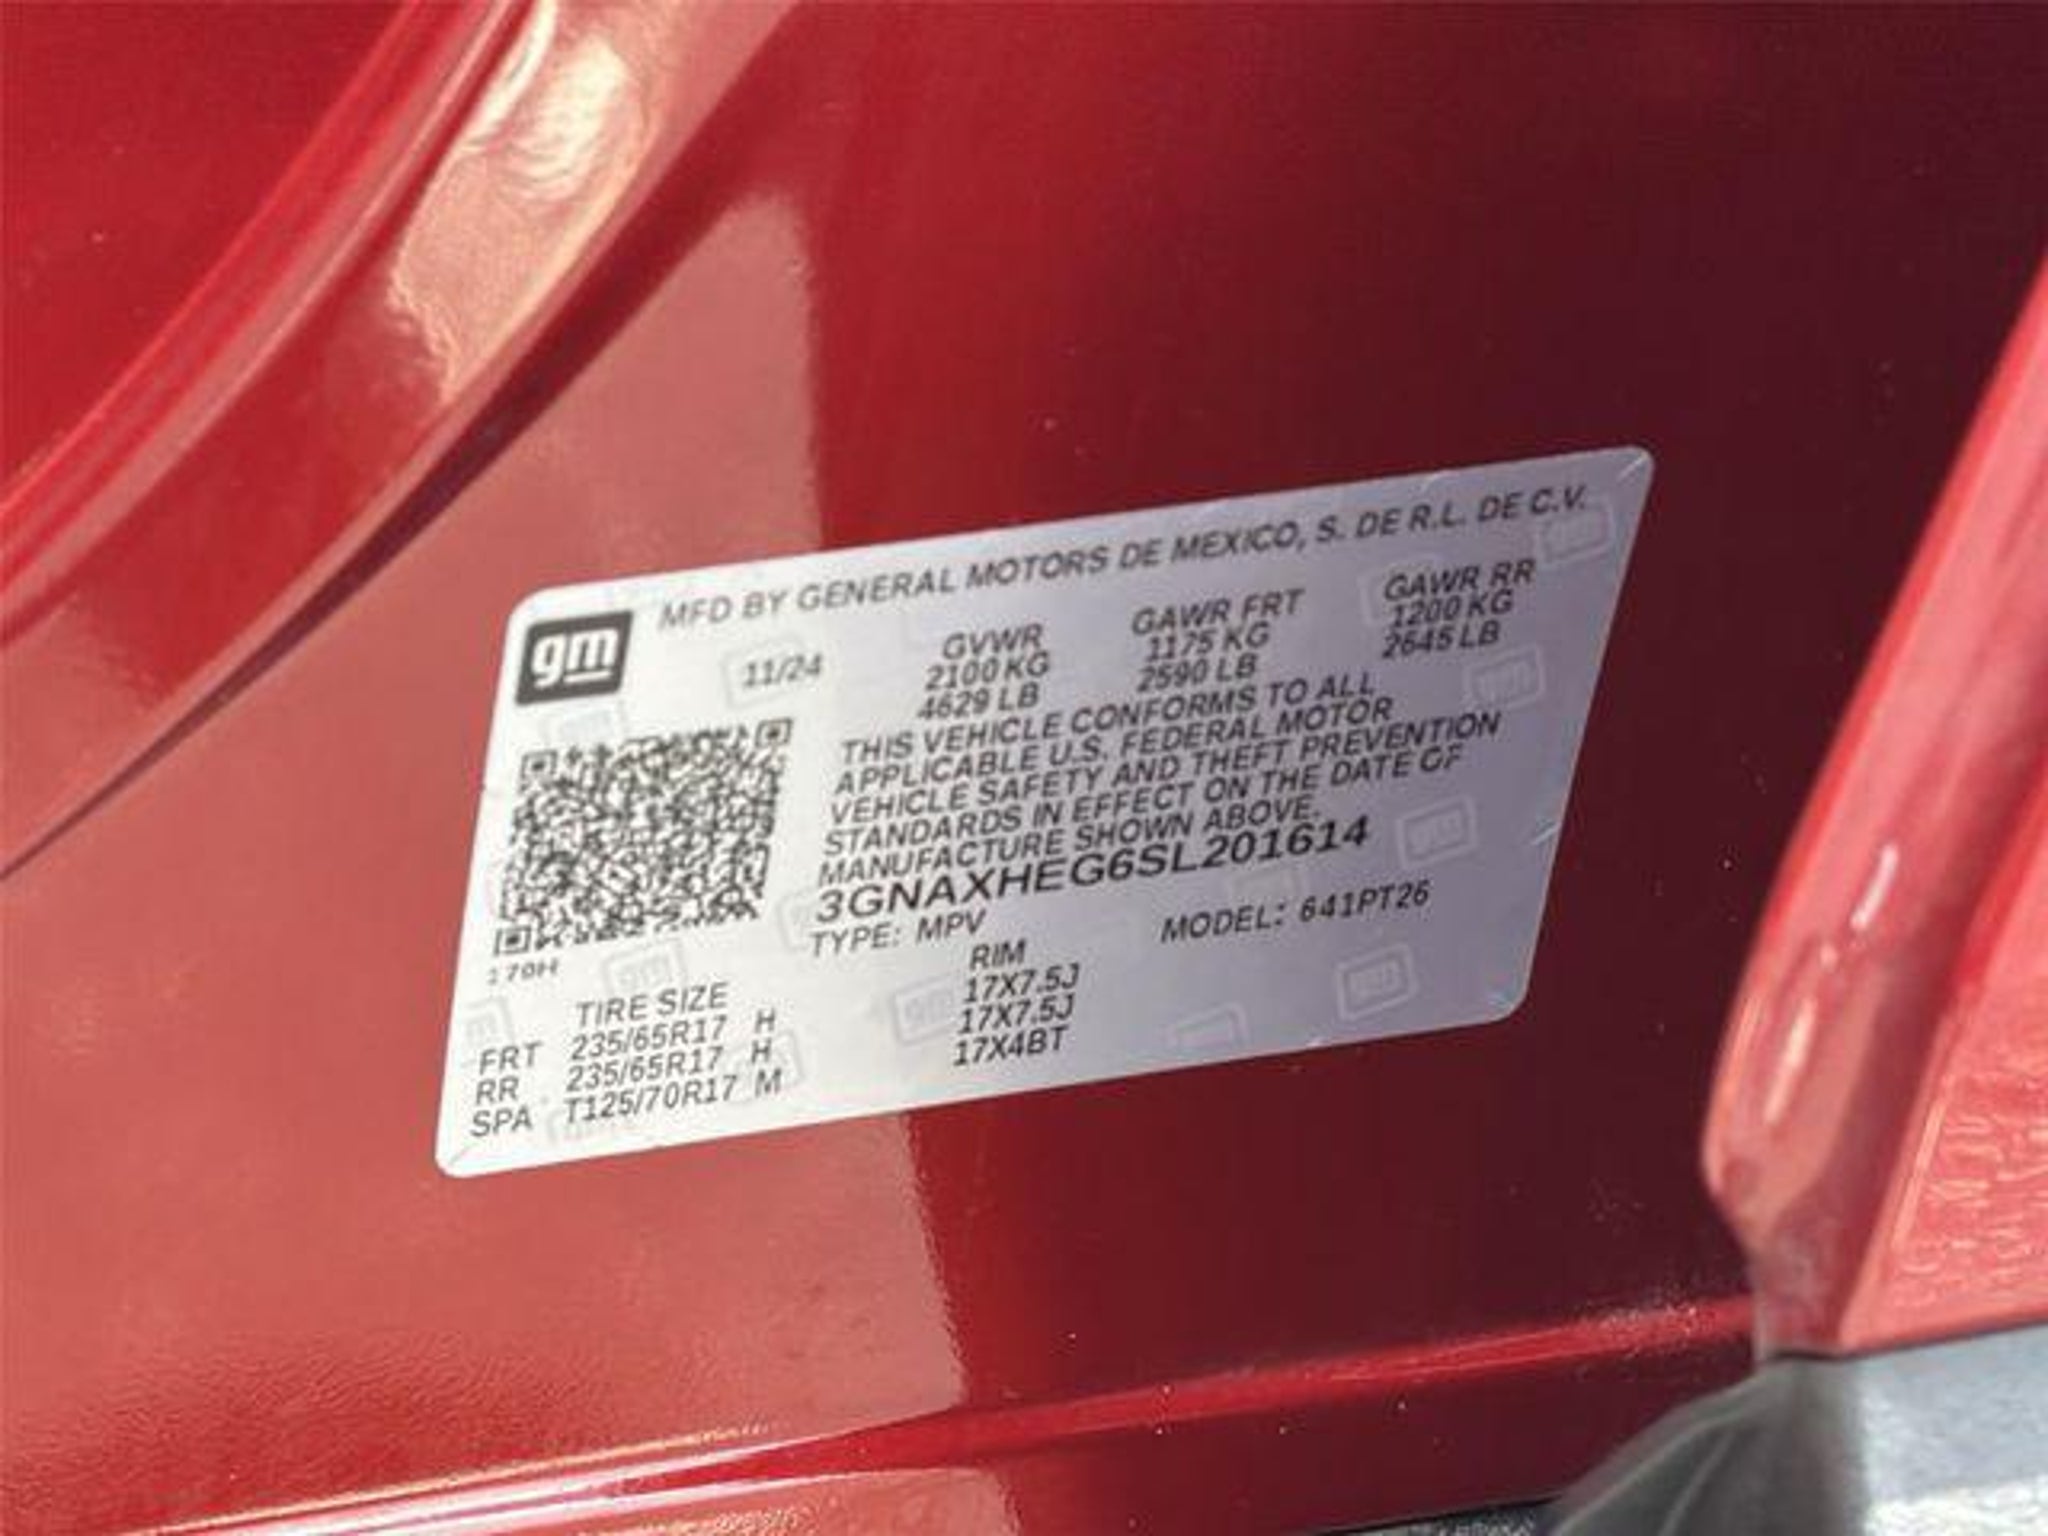 gm
MFD BY GENERAL MOTORS DE MEXICO, S. DE R.L. DE C.V.
11/24 GVWR GAWR FRT GAWR RR
2100 KG 1175 KG 1200 KG
4629 LB 2590 LB 2645 LB
THIS VEHICLE CONFORMS TO ALL
APPLICABLE U.S. FEDERAL MOTOR
VEHICLE SAFETY AND THEFT PREVENTION
STANDARDS IN EFFECT ON THE DATE OF
MANUFACTURE SHOWN ABOVE.
3GNAXHEG6SL201614
TYPE: MPV MODEL: 641PT26
TIRE SIZE RIM
FRT 235/65R17 H 17X7.5J
RR 235/65R17 H 17X7.5J
SPA T125/70R17 M 17X4BT